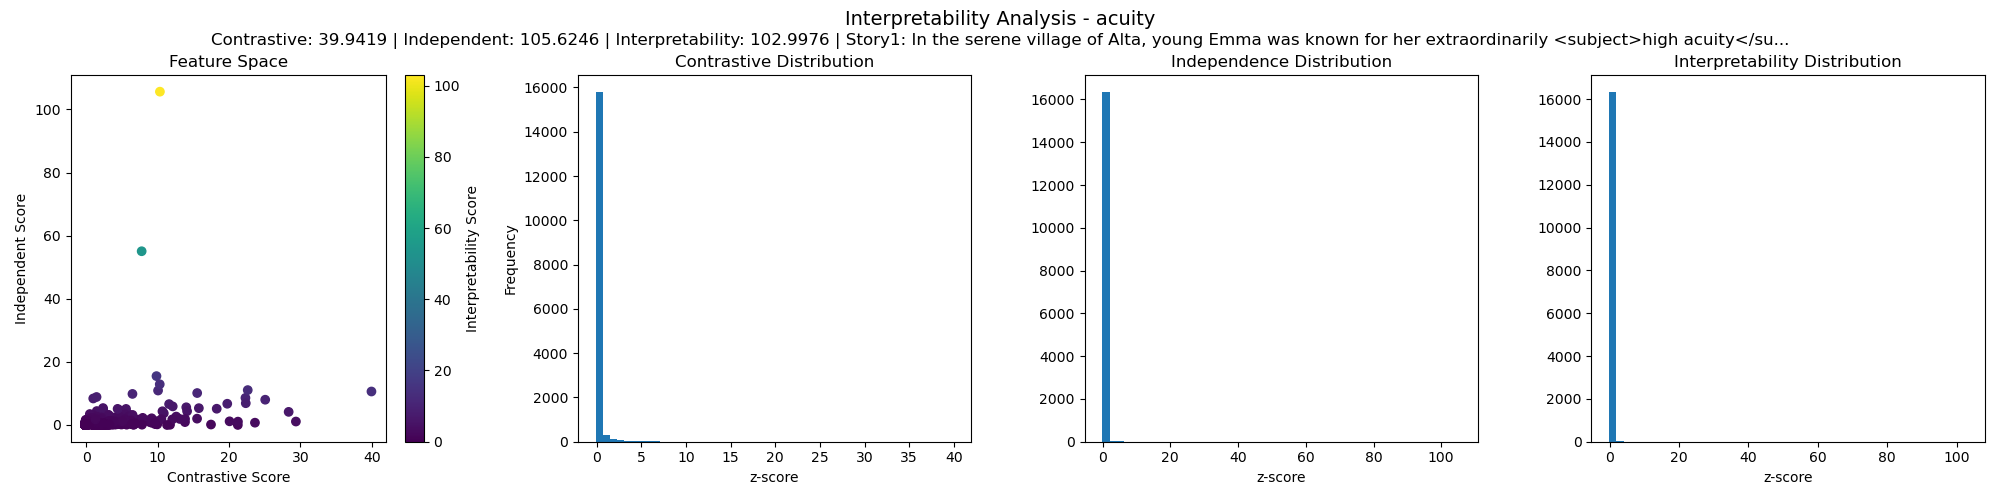 Interpretability Analysis - acuity
Contrastive: 39.9419 | Independent: 105.6246 | Interpretability: 102.9976 | Story1: In the serene village of Alta, young Emma was known for her extraordinarily <subject>high acuity</su...
Feature Space
100
80
60
40
20
0
0 10 20 30 40
Independent Score
Contrastive Score
100
80
60
40
20
0
Interpretability Score
Contrastive Distribution
16000
14000
12000
10000
8000
6000
4000
2000
0
0 5 10 15 20 25 30 35 40
Frequency
z-score
Independence Distribution
16000
14000
12000
10000
8000
6000
4000
2000
0
0 20 40 60 80 100
z-score
Interpretability Distribution
16000
14000
12000
10000
8000
6000
4000
2000
0
0 20 40 60 80 100
z-score